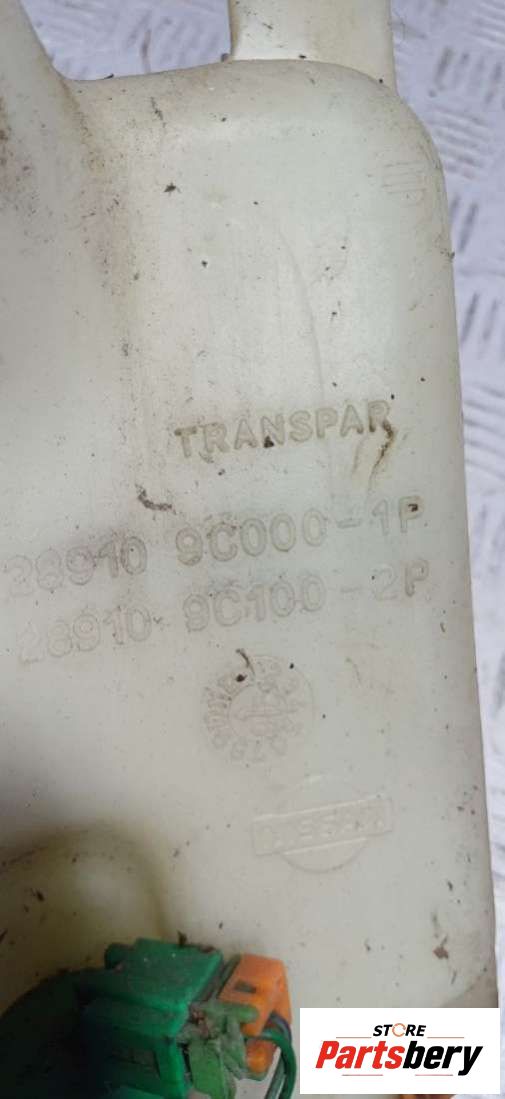 TRANSPAR
28910 9C000-1P
28910 9C100-2P
NISSAN
STORE
Partsbery